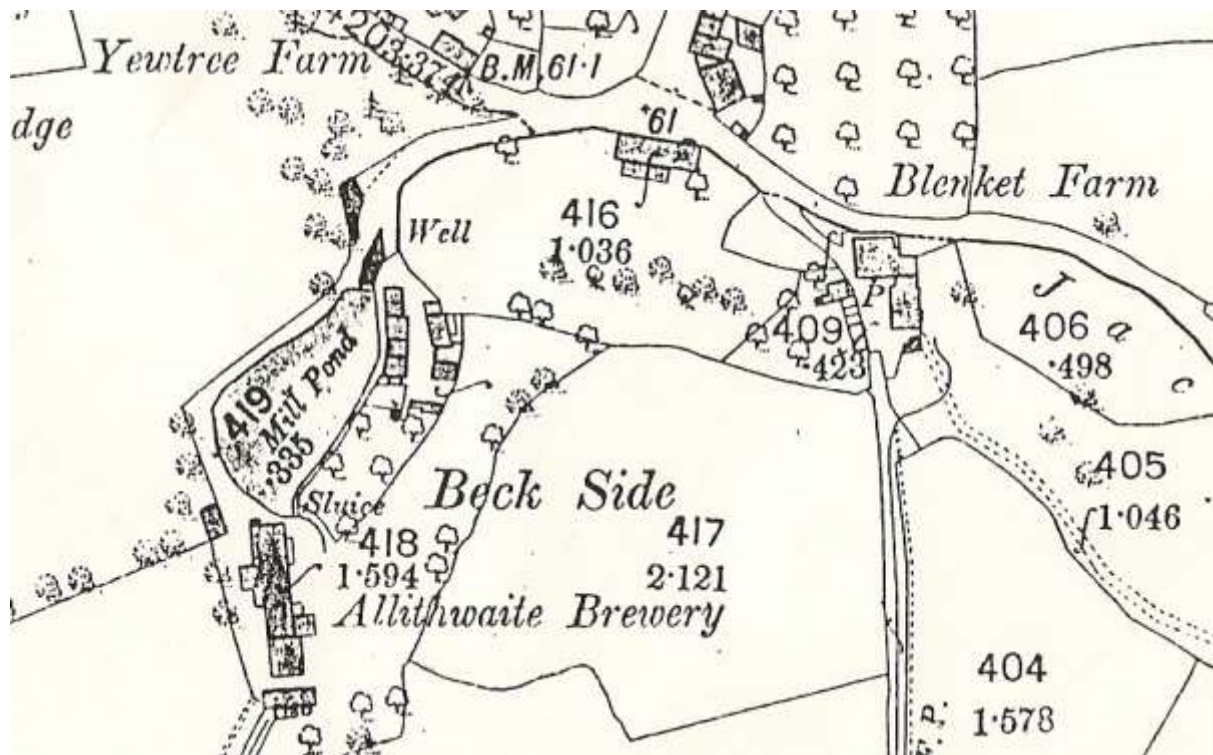 Yewtree Farm
203·374
B.M. 61·1
dge
61
Blenket Farm
Well
416
1·036
P
409
·423
J a c
406
·498
419
Mill Pond
·335
Sluice
Beck Side
418
1·594
417
2·121
405
1·046
Allithwaite Brewery
404
1·578
F.P.